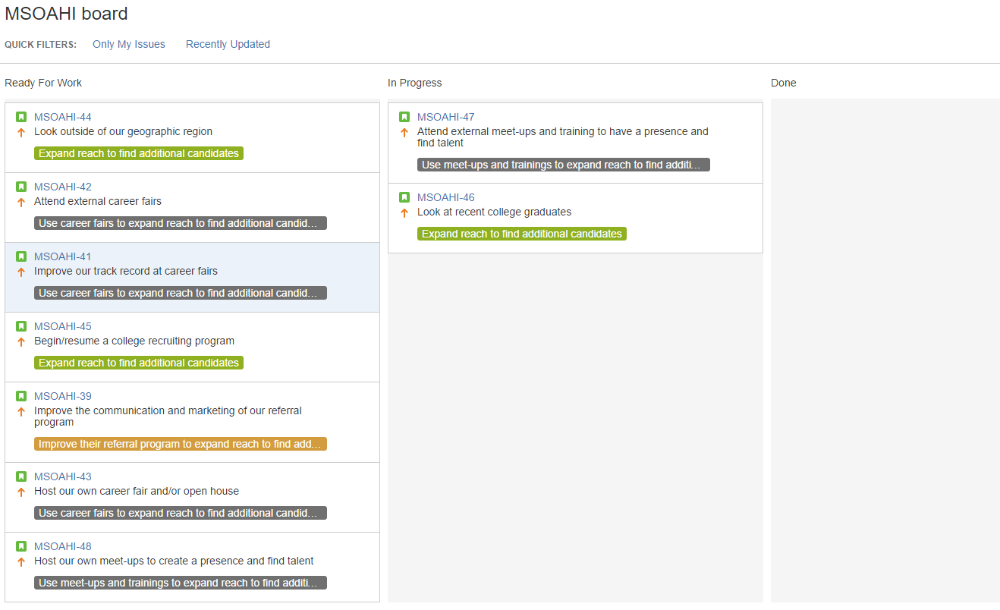 MSOAHI board
QUICK FILTERS: Only My Issues Recently Updated
Ready For Work
MSOAHI-44
Look outside of our geographic region
Expand reach to find additional candidates
MSOAHI-42
Attend external career fairs
Use career fairs to expand reach to find additional candid…
MSOAHI-41
Improve our track record at career fairs
Use career fairs to expand reach to find additional candid…
MSOAHI-45
Begin/resume a college recruiting program
Expand reach to find additional candidates
MSOAHI-39
Improve the communication and marketing of our referral
program
Improve their referral program to expand reach to find add…
MSOAHI-43
Host our own career fair and/or open house
Use career fairs to expand reach to find additional candid…
MSOAHI-48
Host our own meet-ups to create a presence and find talent
Use meet-ups and trainings to expand reach to find additi…
In Progress
MSOAHI-47
Attend external meet-ups and training to have a presence and
find talent
Use meet-ups and trainings to expand reach to find additi…
MSOAHI-46
Look at recent college graduates
Expand reach to find additional candidates
Done